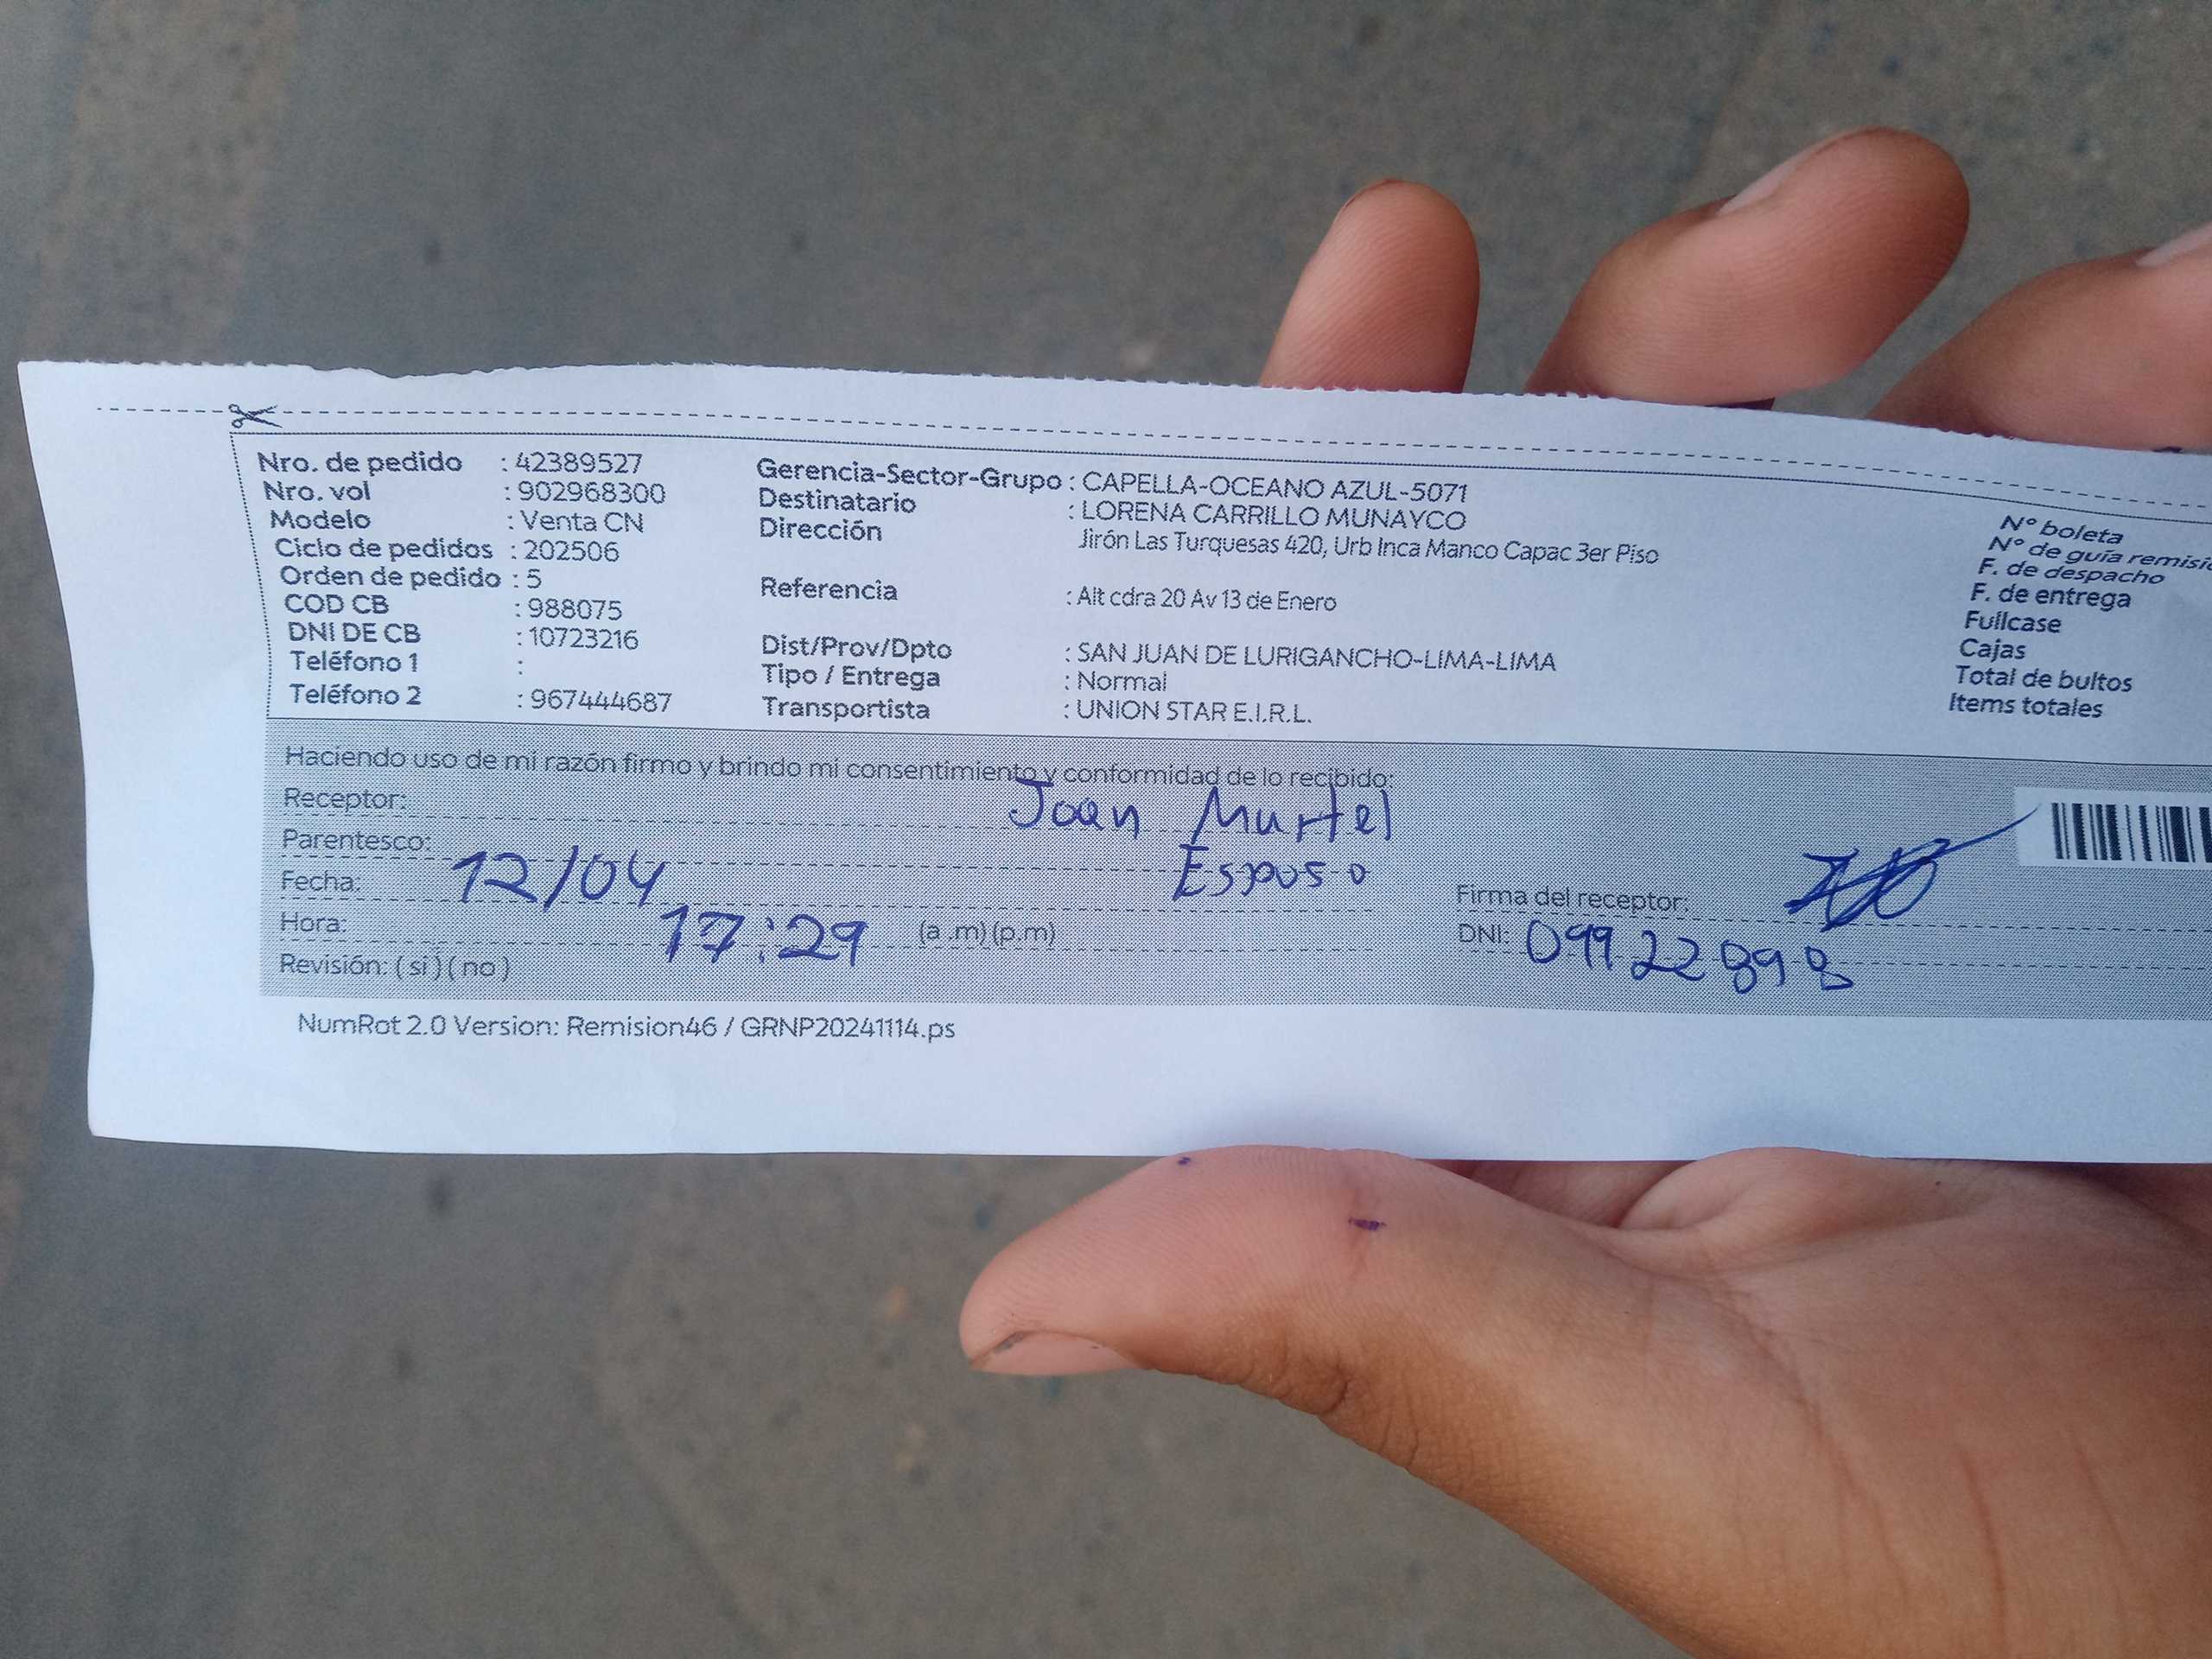 Nro. de pedido : 42389527
Nro. vol : 902968300
Modelo : Venta CN
Ciclo de pedidos : 202506
Orden de pedido : 5
COD CB : 988075
DNI DE CB : 10723216
Teléfono 1 :
Teléfono 2 : 967444687
Gerencia-Sector-Grupo : CAPELLA-OCEANO AZUL-5071
Destinatario : LORENA CARRILLO MUNAYCO
Dirección Jirón Las Turquesas 420, Urb Inca Manco Capac 3er Piso
Referencia : Alt cdra 20 Av 13 de Enero
Dist/Prov/Dpto : SAN JUAN DE LURIGANCHO-LIMA-LIMA
Tipo / Entrega : Normal
Transportista : UNION STAR E.I.R.L.
N° boleta
N° de guía
F. de despacho
F. de entrega
Fullcase
Cajas
Total de bultos
Items totales
Haciendo uso de mi razón firmo y brindo mi consentimiento y conformidad de lo recibido:
Receptor: Joan Murtel
Parentesco: Esposo
Fecha: 12/04
Hora: 17:29 (a .m)(p.m)
Revisión: ( si )( no )
Firma del receptor:
DNI: 09922898
NumRot 2.0 Version: Remision46 / GRNP20241114.ps